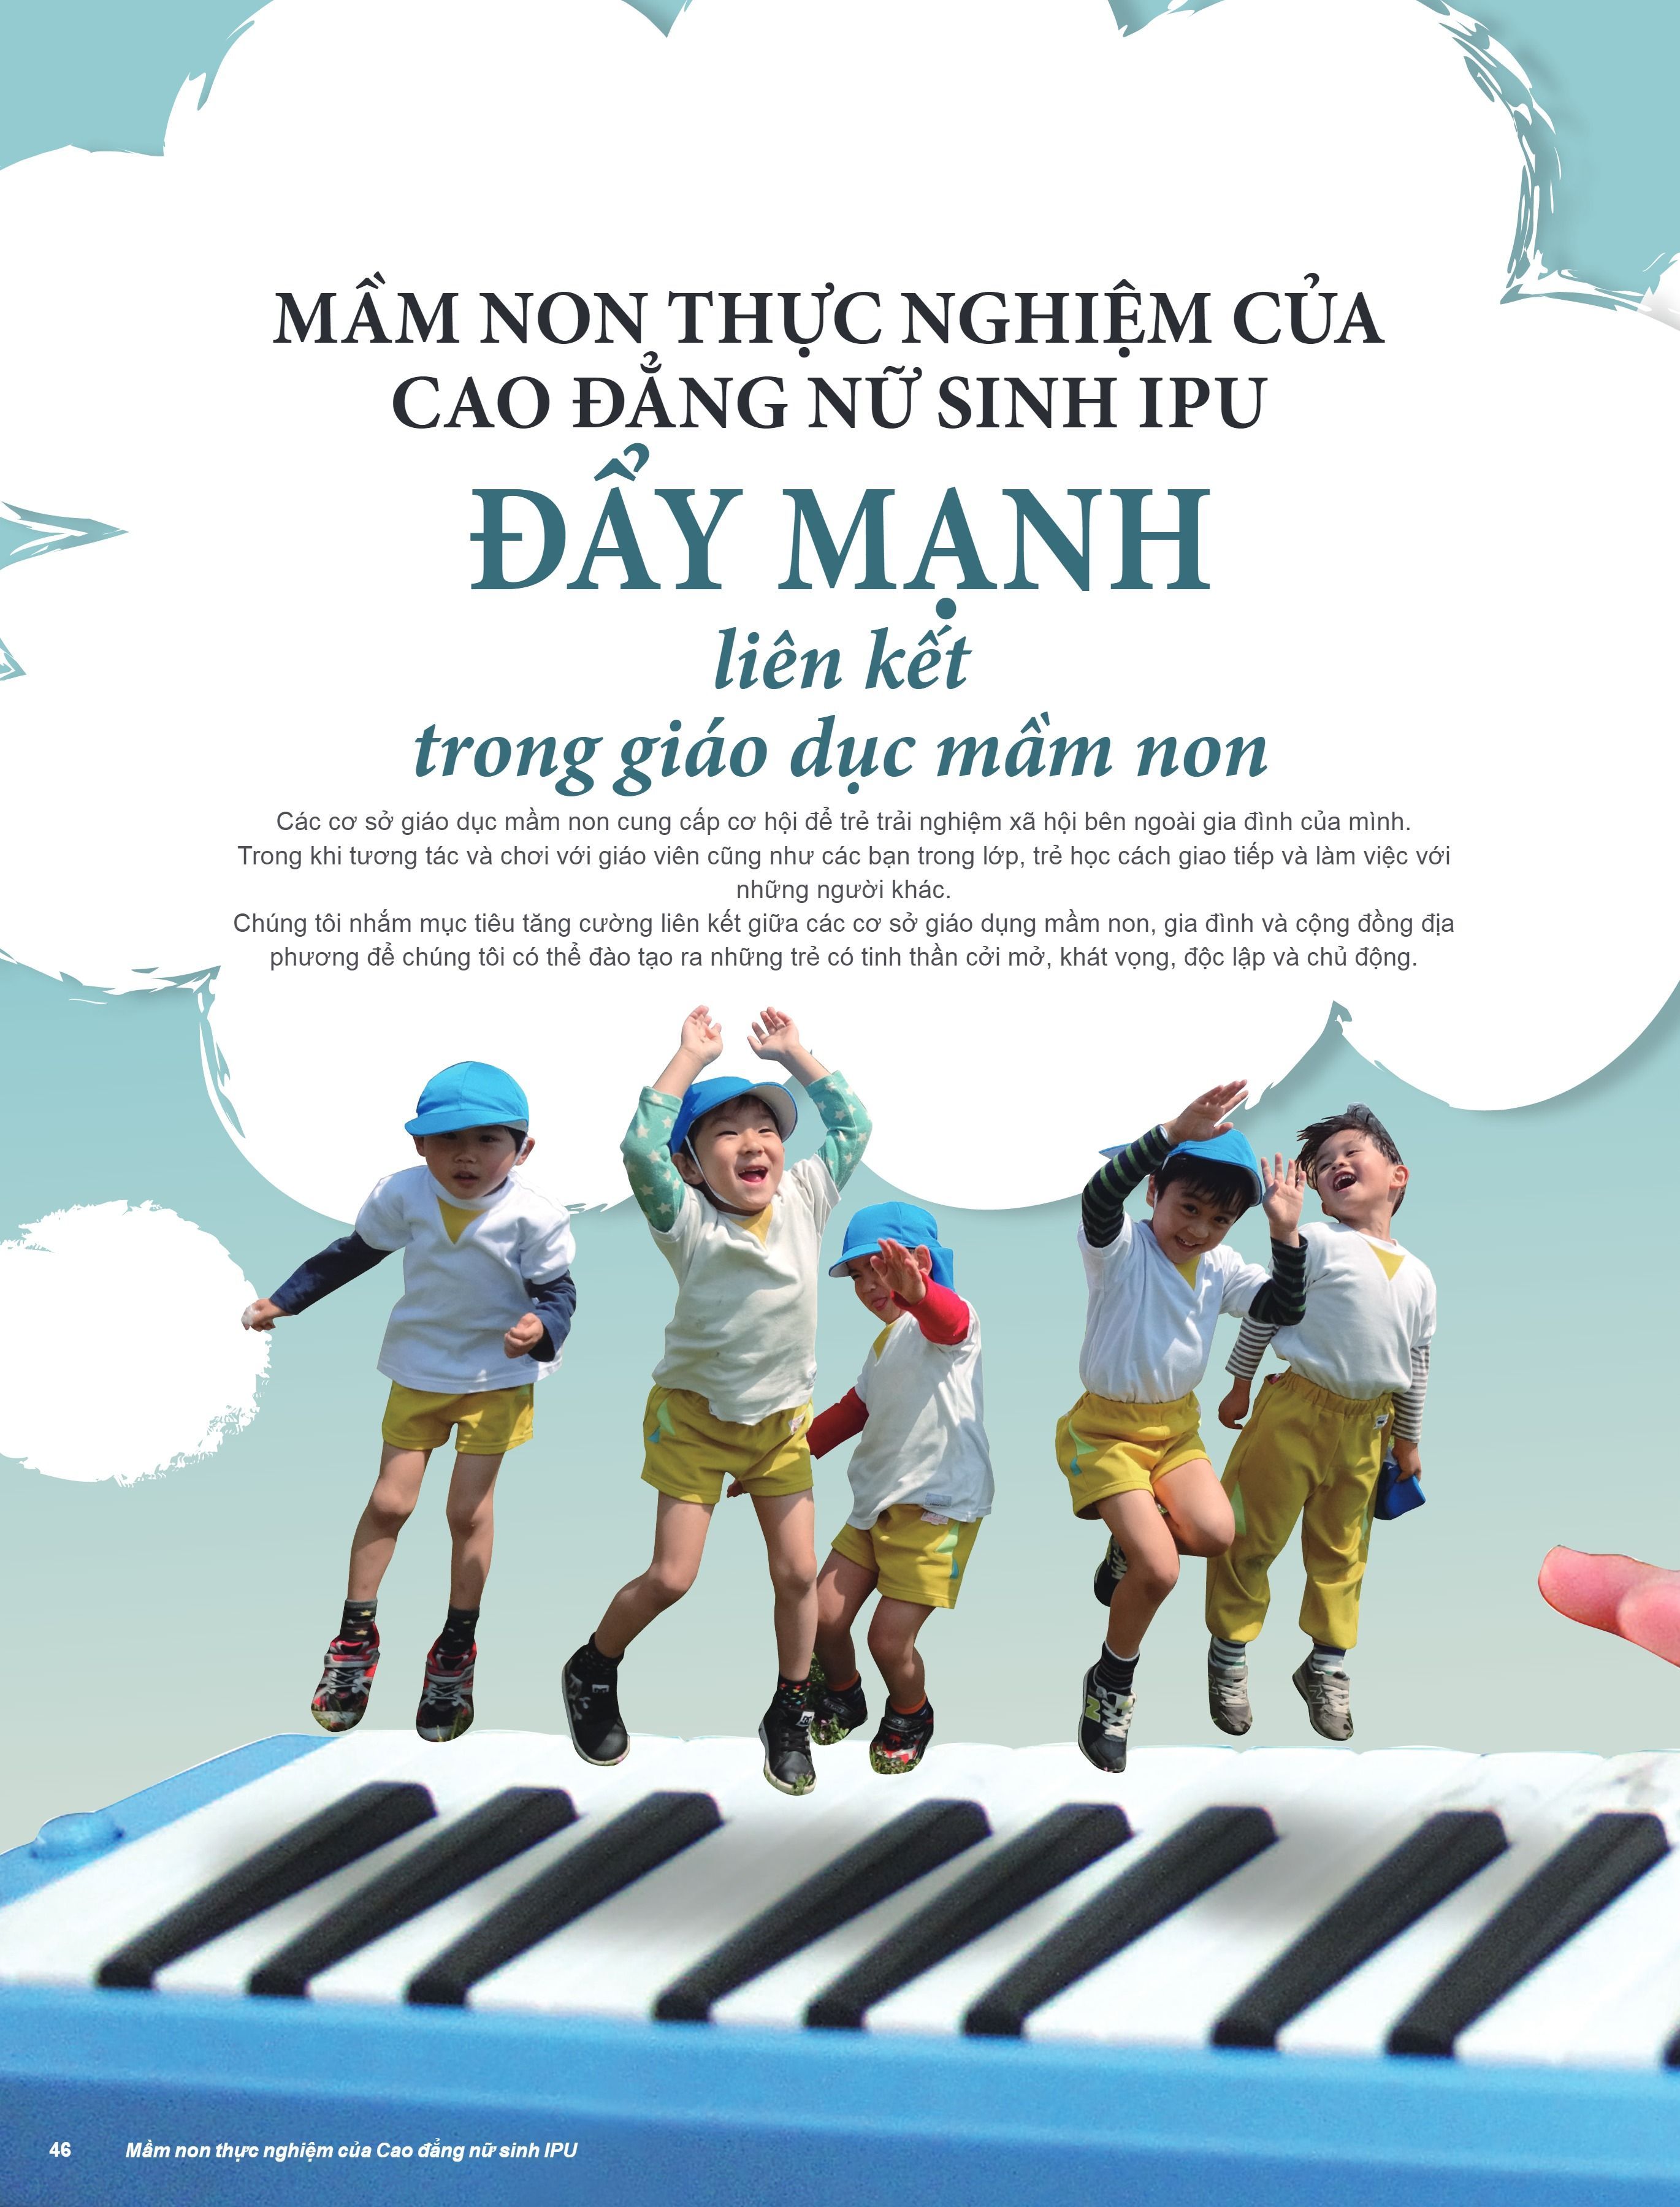 MẦM NON THỰC NGHIỆM CỦA
CAO ĐẲNG NỮ SINH IPU
ĐẨY MẠNH
liên kết
trong giáo dục mầm non
Các cơ sở giáo dục mầm non cung cấp cơ hội để trẻ trải nghiệm xã hội bên ngoài gia đình của mình.
Trong khi tương tác và chơi với giáo viên cũng như các bạn trong lớp, trẻ học cách giao tiếp và làm việc với
những người khác.
Chúng tôi nhắm mục tiêu tăng cường liên kết giữa các cơ sở giáo dụng mầm non, gia đình và cộng đồng địa
phương để chúng tôi có thể đào tạo ra những trẻ có tinh thần cởi mở, khát vọng, độc lập và chủ động.
46 Mầm non thực nghiệm của Cao đẳng nữ sinh IPU